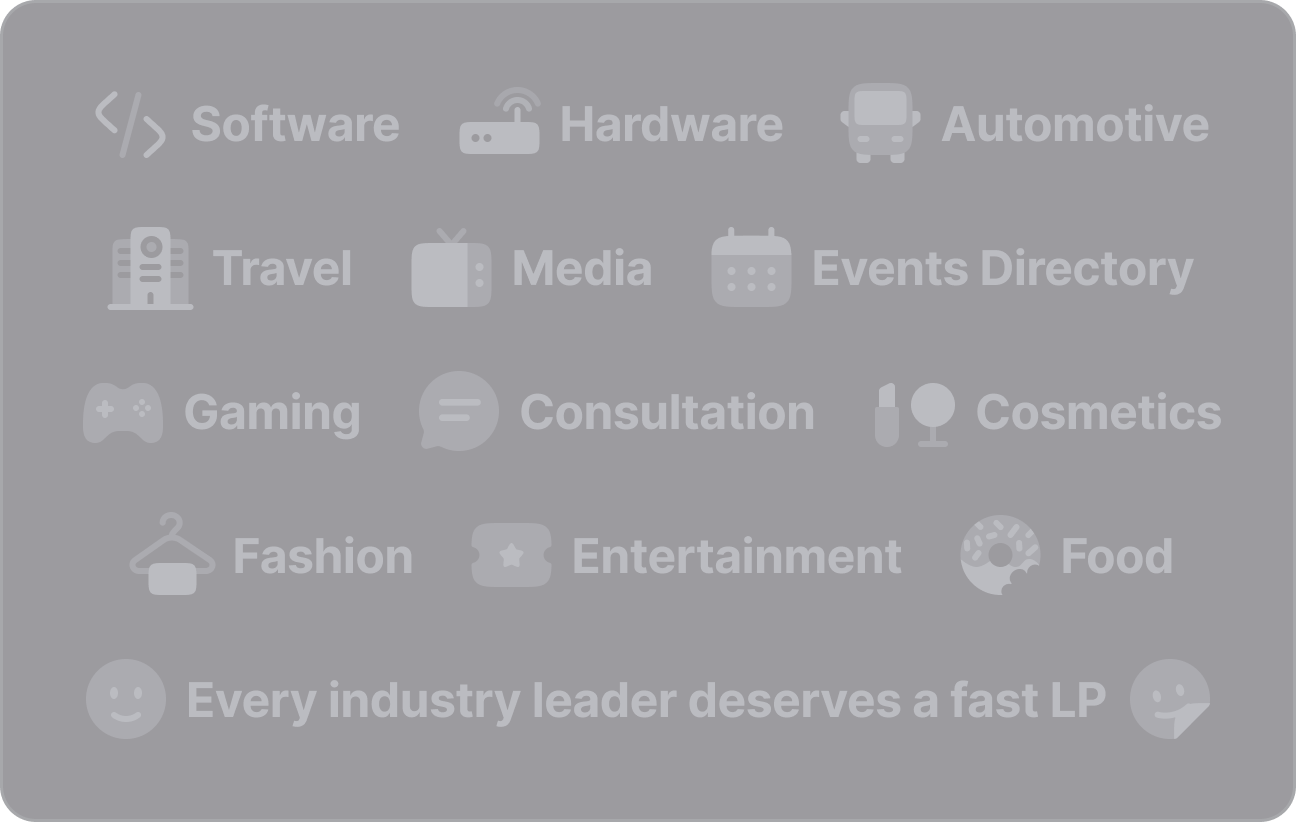 Software Hardware Automotive
Travel Media Events Directory
Gaming Consultation Cosmetics
Fashion Entertainment Food
Every industry leader deserves a fast LP